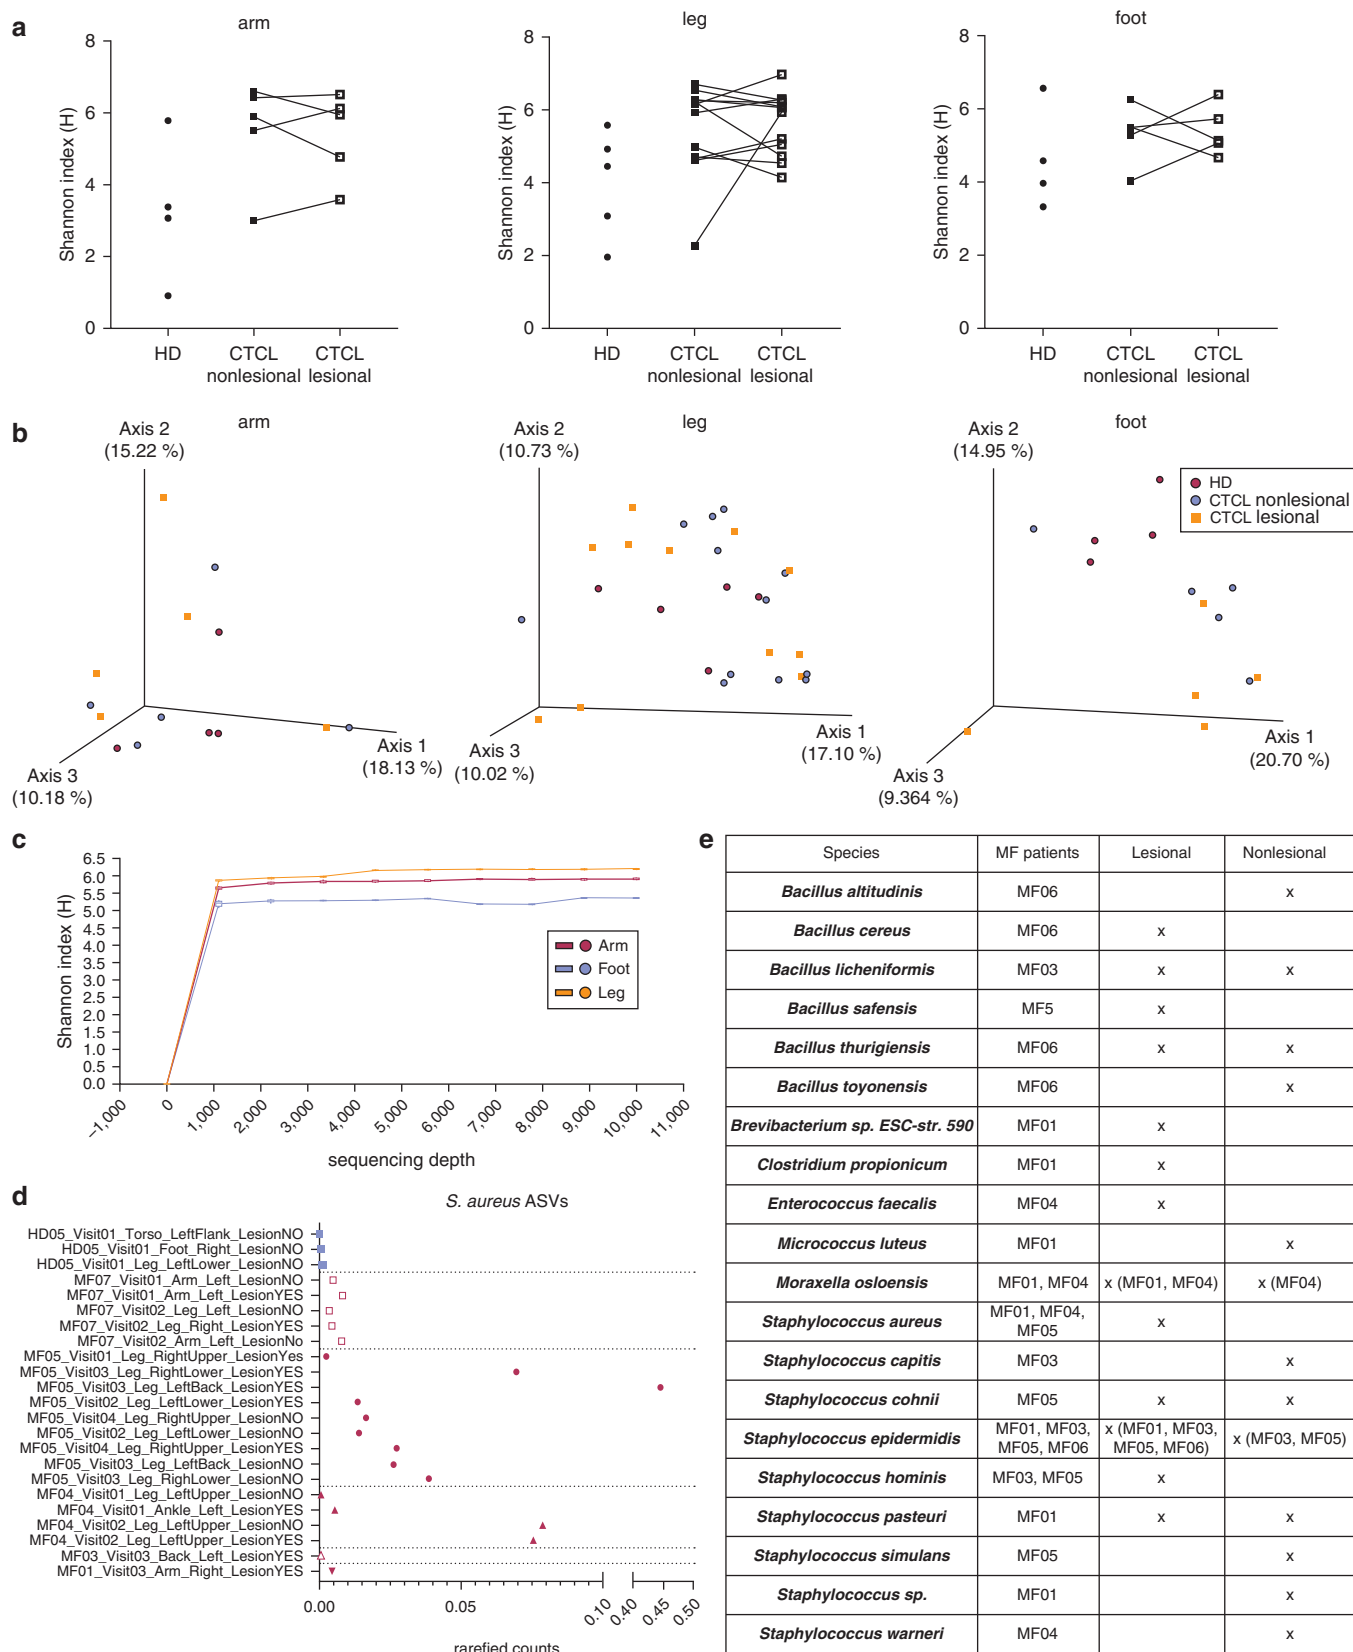 a
arm
leg
foot
Shannon index (H)
8
6
4
2
0
HD
CTCL nonlesional
CTCL lesional
Shannon index (H)
8
6
4
2
0
HD
CTCL nonlesional
CTCL lesional
Shannon index (H)
8
6
4
2
0
HD
CTCL nonlesional
CTCL lesional
b
arm
leg
foot
Axis 2
(15.22 %)
Axis 1
(18.13 %)
Axis 3
(10.18 %)
Axis 2
(10.73 %)
Axis 1
(17.10 %)
Axis 3
(10.02 %)
Axis 2
(14.95 %)
Axis 1
(20.70 %)
Axis 3
(9.364 %)
HD
CTCL nonlesional
CTCL lesional
c
Shannon index (H)
6.5
6.0
5.5
5.0
4.5
4.0
3.5
3.0
2.5
2.0
1.5
1.0
0.5
0.0
−1,000 0 1,000 2,000 3,000 4,000 5,000 6,000 7,000 8,000 9,000 10,000 11,000
sequencing depth
Arm
Foot
Leg
d
S. aureus ASVs
HD05_Visit01_Torso_LeftFlank_LesionNO
HD05_Visit01_Foot_Right_LesionNO
HD05_Visit01_Leg_LeftLower_LesionNO
MF07_Visit01_Arm_Left_LesionNO
MF07_Visit01_Arm_Left_LesionYES
MF07_Visit02_Leg_Left_LesionNO
MF07_Visit02_Leg_Right_LesionYES
MF07_Visit02_Arm_Left_LesionNo
MF05_Visit01_Leg_RightUpper_LesionYes
MF05_Visit03_Leg_RightLower_LesionYES
MF05_Visit03_Leg_LeftBack_LesionYES
MF05_Visit02_Leg_LeftLower_LesionYES
MF05_Visit04_Leg_RightUpper_LesionNO
MF05_Visit02_Leg_LeftLower_LesionNO
MF05_Visit04_Leg_RightUpper_LesionYES
MF05_Visit03_Leg_LeftBack_LesionNO
MF05_Visit03_Leg_RighLower_LesionNO
MF04_Visit01_Leg_LeftUpper_LesionNO
MF04_Visit01_Ankle_Left_LesionYES
MF04_Visit02_Leg_LeftUpper_LesionNO
MF04_Visit02_Leg_LeftUpper_LesionYES
MF03_Visit03_Back_Left_LesionYES
MF01_Visit03_Arm_Right_LesionYES
0.00 0.05 0.10 0.40 0.45 0.50
rarefied counts
e
Species MF patients Lesional Nonlesional
Bacillus altitudinis MF06 x
Bacillus cereus MF06 x
Bacillus licheniformis MF03 x x
Bacillus safensis MF5 x
Bacillus thurigiensis MF06 x x
Bacillus toyonensis MF06 x
Brevibacterium sp. ESC-str. 590 MF01 x
Clostridium propionicum MF01 x
Enterococcus faecalis MF04 x
Micrococcus luteus MF01 x
Moraxella osloensis MF01, MF04 x (MF01, MF04) x (MF04)
Staphylococcus aureus MF01, MF04, MF05 x
Staphylococcus capitis MF03 x
Staphylococcus cohnii MF05 x x
Staphylococcus epidermidis MF01, MF03, MF05, MF06 x (MF01, MF03, MF05, MF06) x (MF03, MF05)
Staphylococcus hominis MF03, MF05 x
Staphylococcus pasteuri MF01 x x
Staphylococcus simulans MF05 x
Staphylococcus sp. MF01 x
Staphylococcus warneri MF04 x